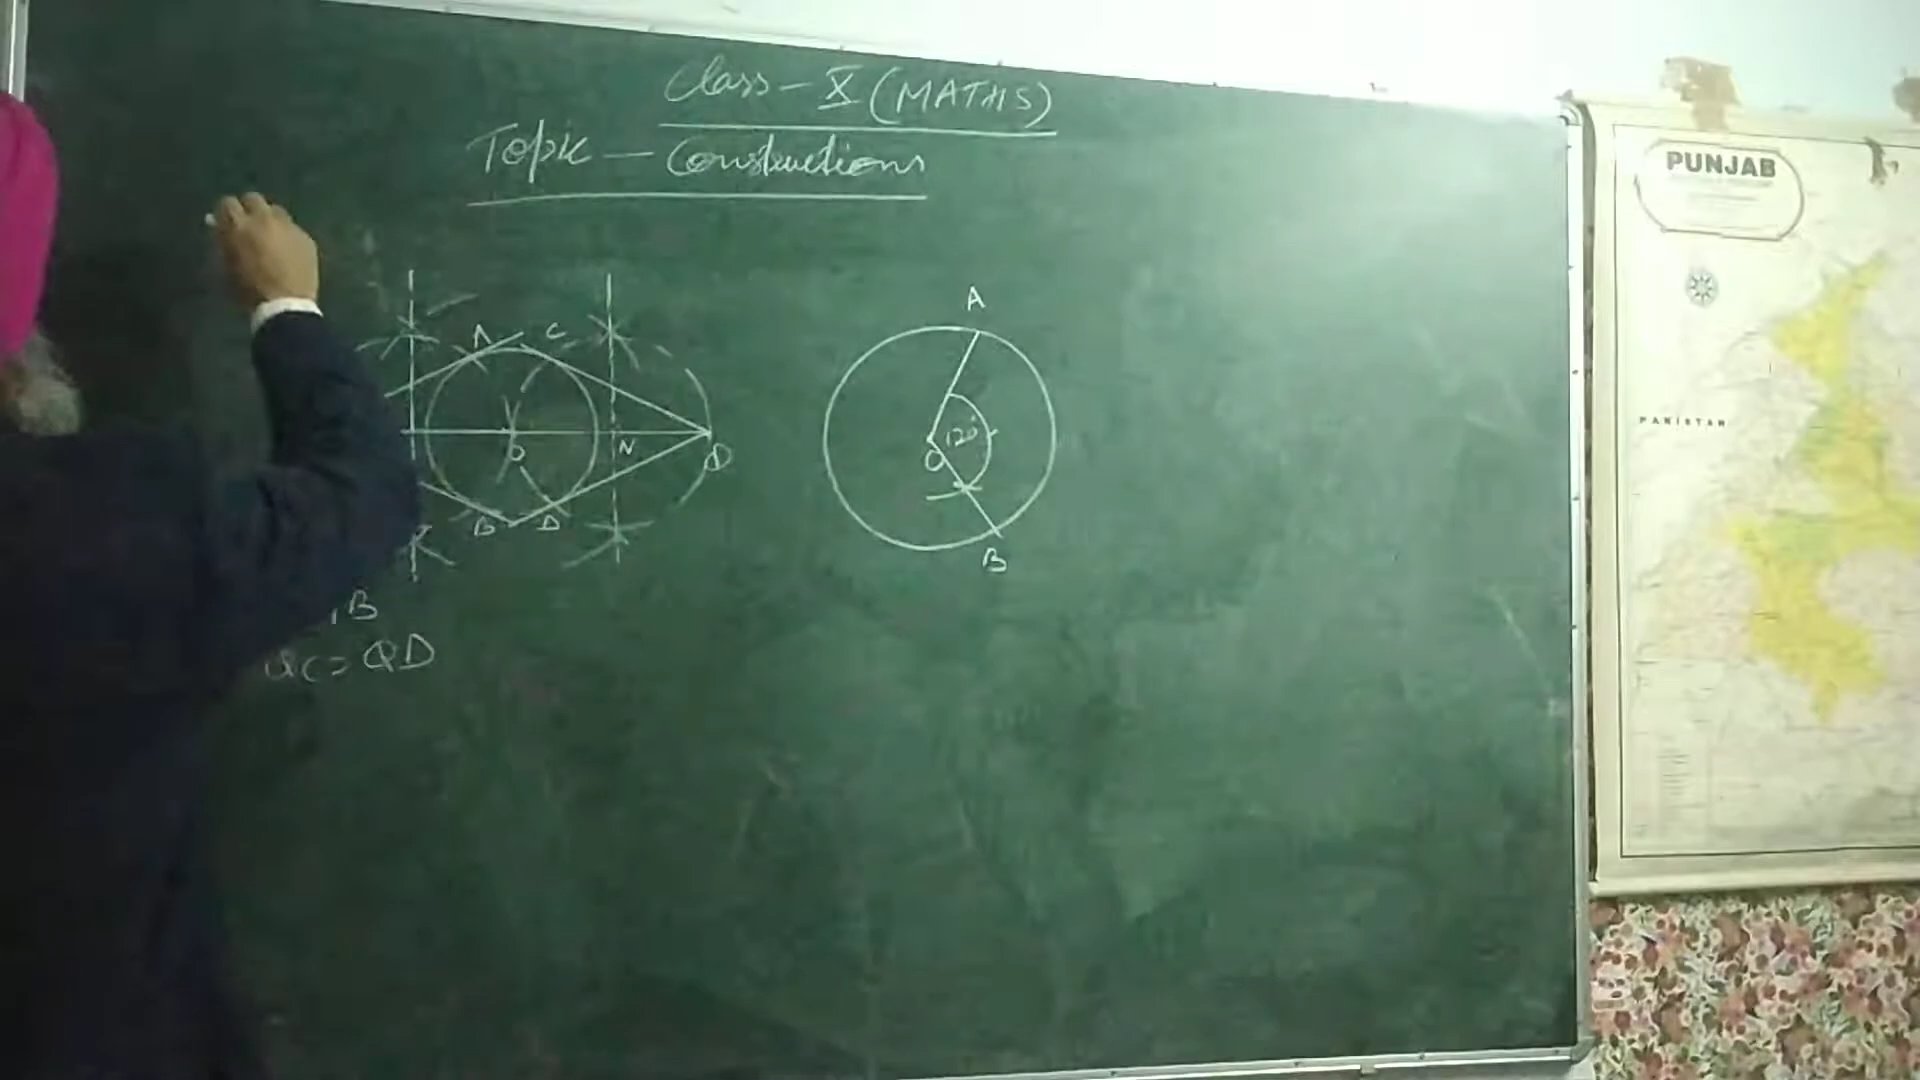 Class - X (MATHS)
Topic - Constructions
A
C
O
N
Q
B
D
A
120°
O
B
, B
QC = QD
PUNJAB
PAKISTAN